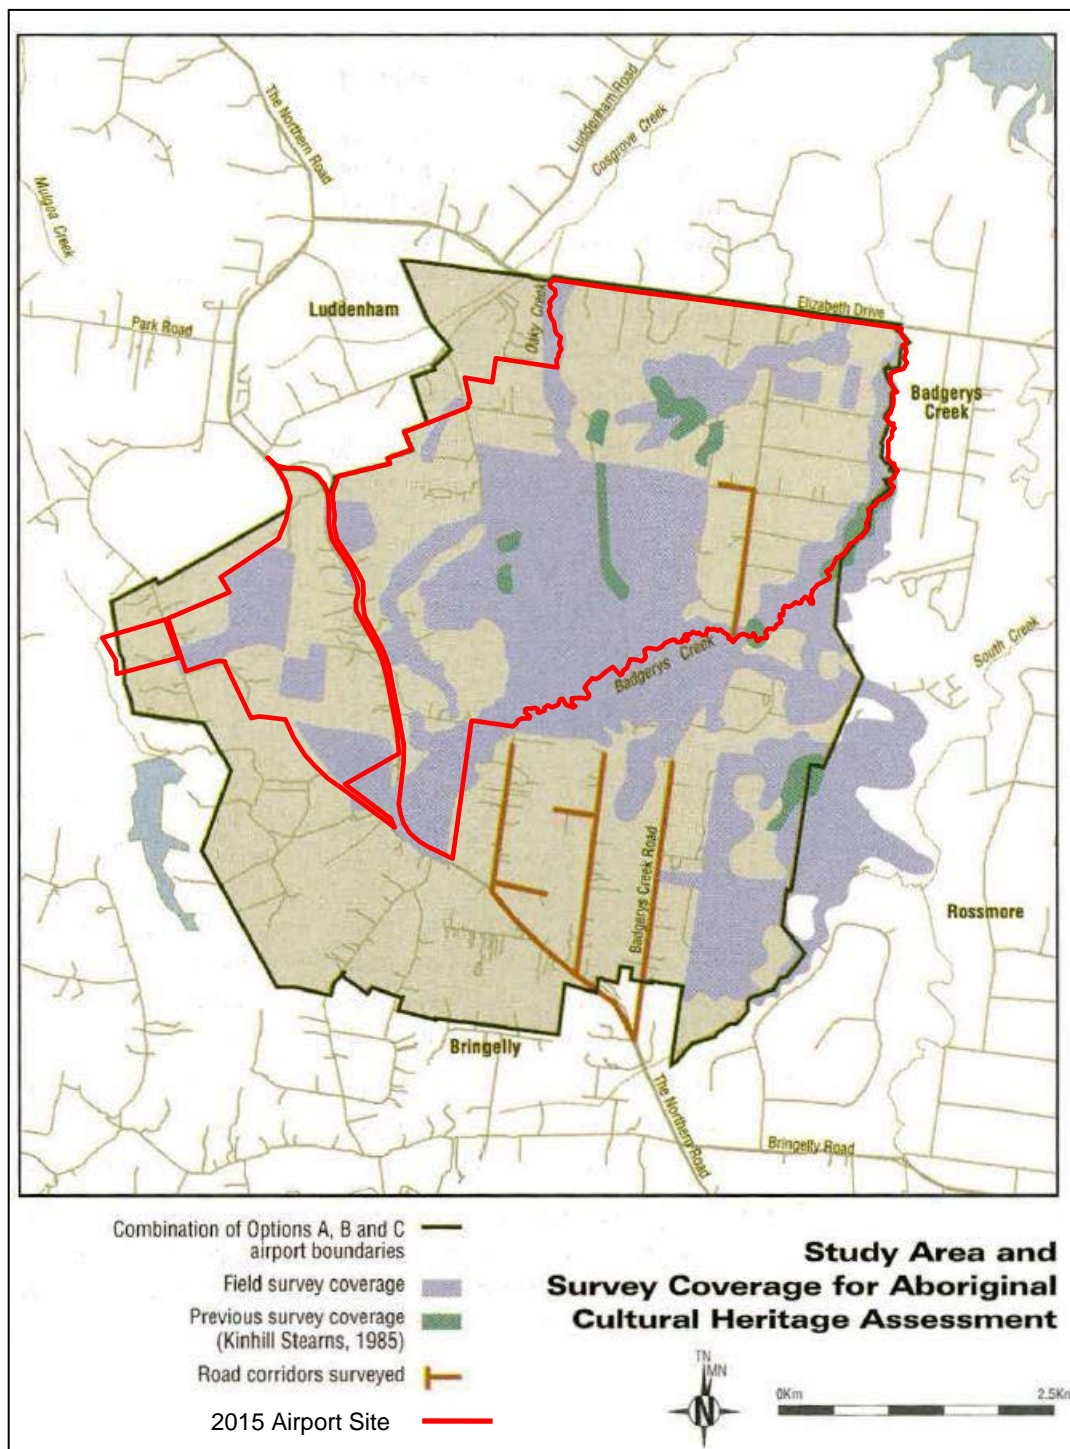 The Northern Road
Luddenham Road
Cosgrove Creek
Mulgoa Creek
Luddenham
Park Road
Oaky Creek
Elizabeth Drive
Badgerys
Creek
Badgerys Creek
South Creek
Badgerys Creek Road
Rossmore
Bringelly
The Northern Road
Bringelly Road
Combination of Options A, B and C
airport boundaries
Field survey coverage
Previous survey coverage
(Kinhill Stearns, 1985)
Road corridors surveyed
2015 Airport Site
Study Area and
Survey Coverage for Aboriginal
Cultural Heritage Assessment
TN
MN
N
0Km
2.5Km